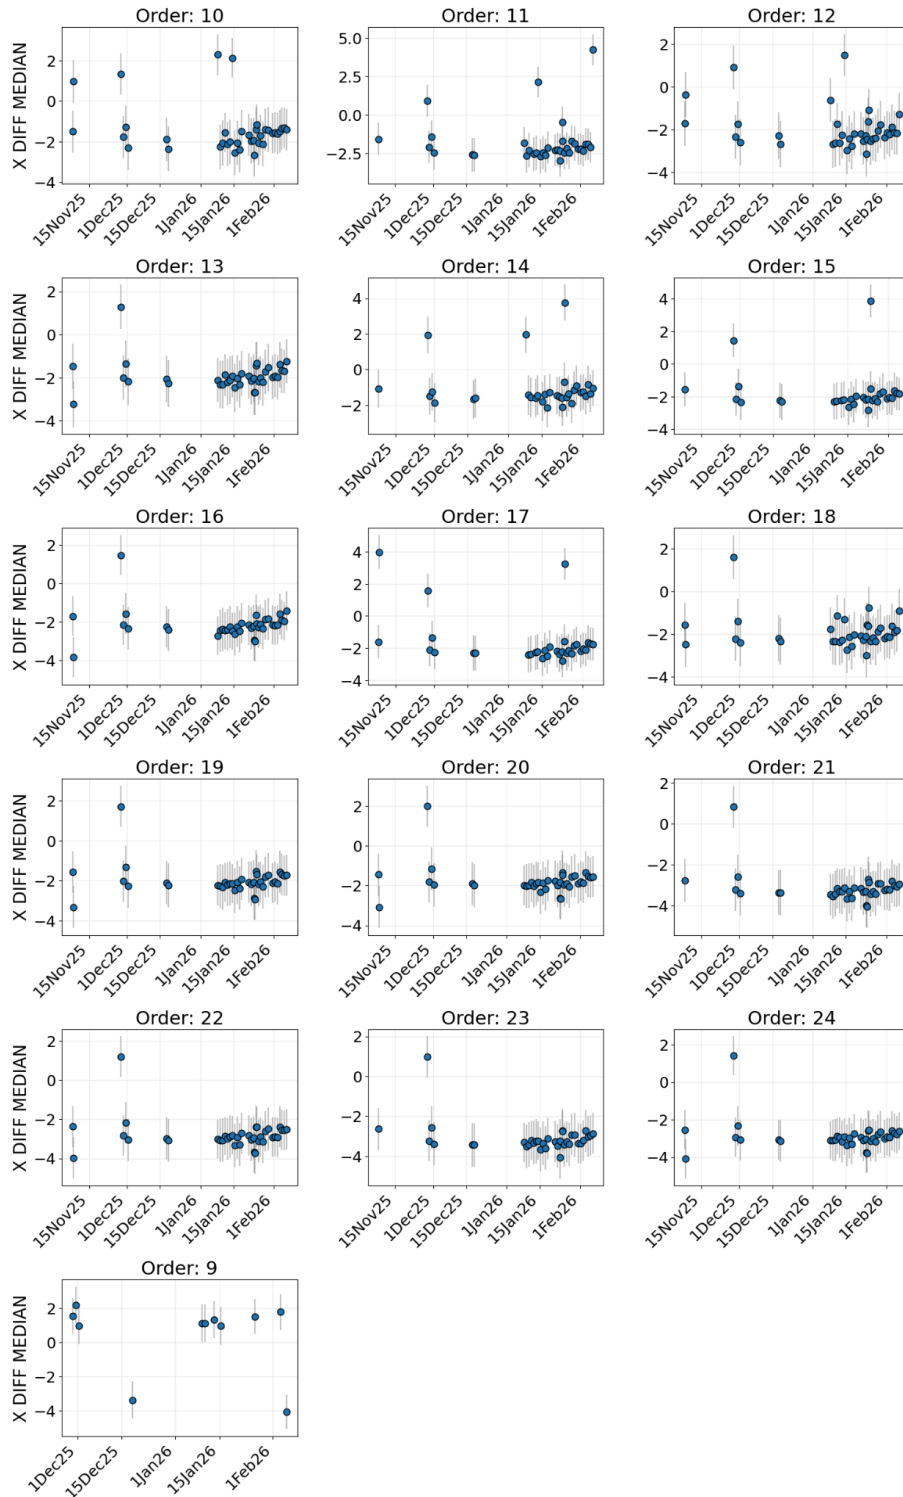 Order: 10
Order: 11
Order: 12
X DIFF MEDIAN
2
0
−2
−4
5.0
2.5
0.0
−2.5
2
0
−2
−4
15Nov25
1Dec25
15Dec25
1Jan26
15Jan26
1Feb26
15Nov25
1Dec25
15Dec25
1Jan26
15Jan26
1Feb26
15Nov25
1Dec25
15Dec25
1Jan26
15Jan26
1Feb26
Order: 13
Order: 14
Order: 15
X DIFF MEDIAN
2
0
−2
−4
4
2
0
−2
4
2
0
−2
−4
15Nov25
1Dec25
15Dec25
1Jan26
15Jan26
1Feb26
15Nov25
1Dec25
15Dec25
1Jan26
15Jan26
1Feb26
15Nov25
1Dec25
15Dec25
1Jan26
15Jan26
1Feb26
Order: 16
Order: 17
Order: 18
X DIFF MEDIAN
2
0
−2
−4
4
2
0
−2
−4
2
0
−2
−4
15Nov25
1Dec25
15Dec25
1Jan26
15Jan26
1Feb26
15Nov25
1Dec25
15Dec25
1Jan26
15Jan26
1Feb26
15Nov25
1Dec25
15Dec25
1Jan26
15Jan26
1Feb26
Order: 19
Order: 20
Order: 21
X DIFF MEDIAN
2
0
−2
−4
2
0
−2
−4
2
0
−2
−4
15Nov25
1Dec25
15Dec25
1Jan26
15Jan26
1Feb26
15Nov25
1Dec25
15Dec25
1Jan26
15Jan26
1Feb26
15Nov25
1Dec25
15Dec25
1Jan26
15Jan26
1Feb26
Order: 22
Order: 23
Order: 24
X DIFF MEDIAN
2
0
−2
−4
2
0
−2
−4
2
0
−2
−4
15Nov25
1Dec25
15Dec25
1Jan26
15Jan26
1Feb26
15Nov25
1Dec25
15Dec25
1Jan26
15Jan26
1Feb26
15Nov25
1Dec25
15Dec25
1Jan26
15Jan26
1Feb26
Order: 9
X DIFF MEDIAN
2
0
−2
−4
1Dec25
15Dec25
1Jan26
15Jan26
1Feb26